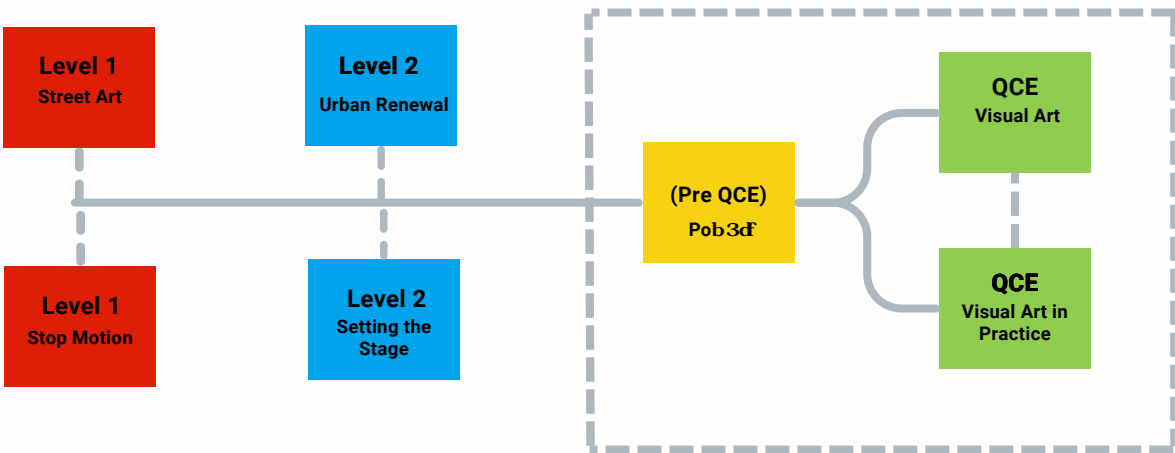 Level 1
Street Art
Level 2
Urban Renewal
Level 1
Stop Motion
Level 2
Setting the
Stage
(Pre QCE)
Pob3df
QCE
Visual Art
QCE
Visual Art in
Practice